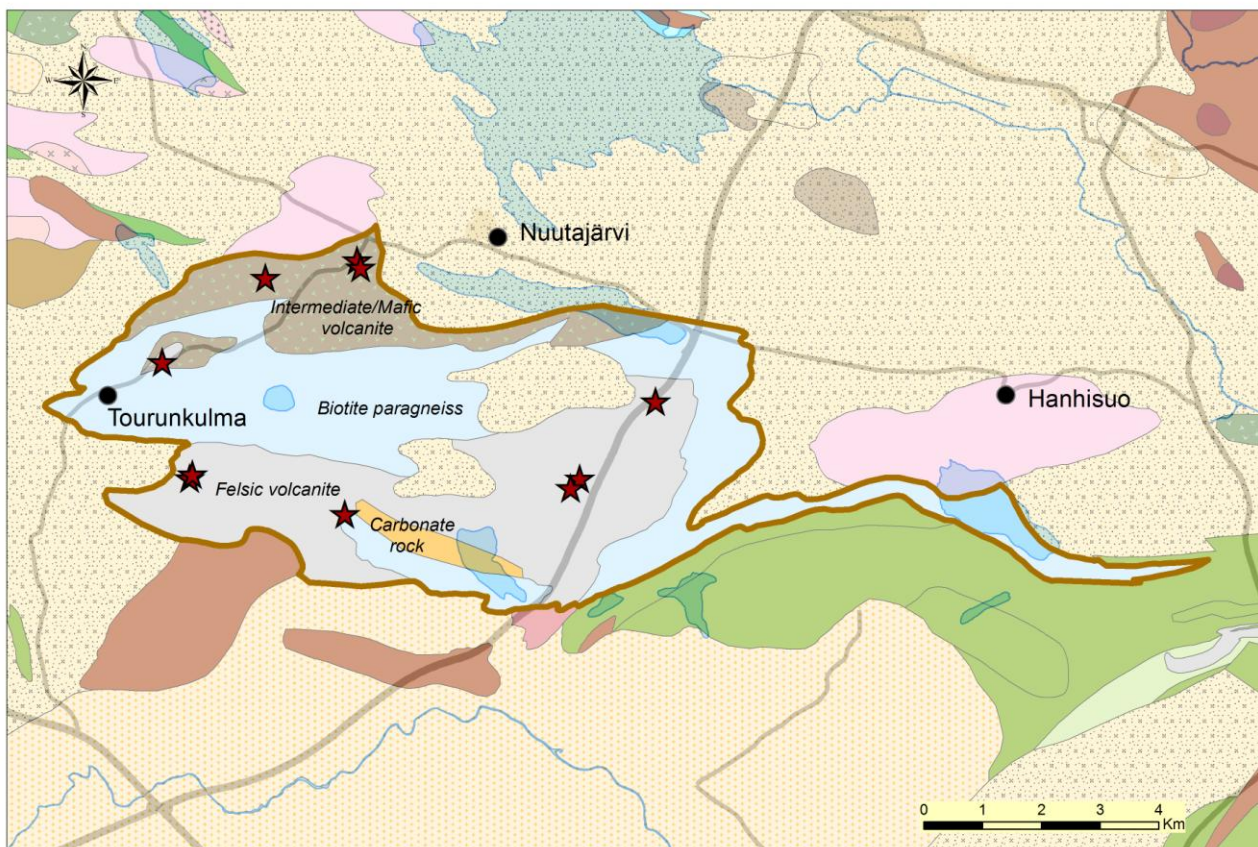 N
W E
S
Nuutajärvi
Intermediate/Mafic
volcanite
Biotite paragneiss
Tourunkulma
Hanhisuo
Felsic volcanite
Carbonate
rock
0 1 2 3 4
Km